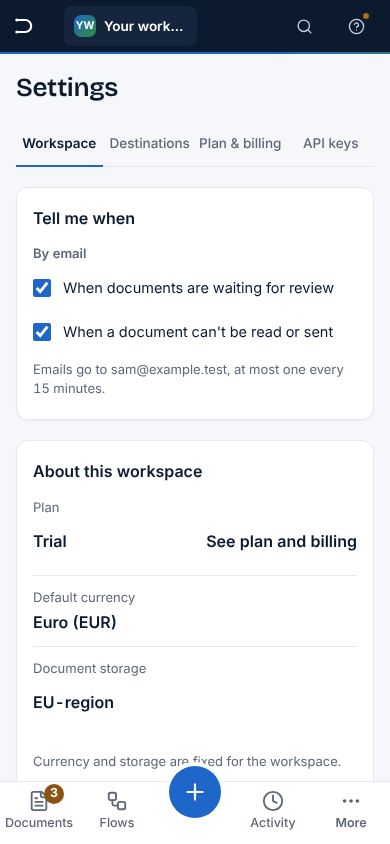 YW Your work...
Settings
Workspace Destinations Plan & billing API keys
Tell me when
By email
When documents are waiting for review
When a document can't be read or sent
Emails go to sam@example.test, at most one every
15 minutes.
About this workspace
Plan
Trial See plan and billing
Default currency
Euro (EUR)
Document storage
EU-region
Currency and storage are fixed for the workspace.
3
Documents Flows Activity More